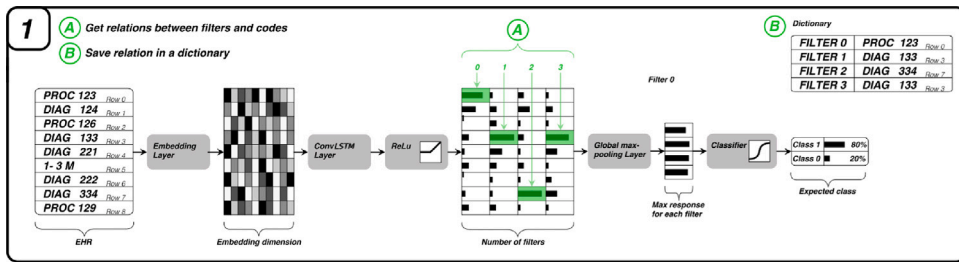 1
A Get relations between filters and codes
B Save relation in a dictionary
PROC 123 Row 0
DIAG 124 Row 1
PROC 126 Row 2
DIAG 133 Row 3
DIAG 221 Row 4
1- 3 M Row 5
DIAG 222 Row 6
DIAG 334 Row 7
PROC 129 Row 8
EHR
Embedding
Layer
Embedding dimension
ConvLSTM
Layer
ReLu
A
0 1 2 3
Number of filters
Global max-
pooling Layer
Filter 0
Max response
for each filter
Classifier
Class 1 80%
Class 0 20%
Expected class
B Dictionary
FILTER 0 PROC 123 Row 0
FILTER 1 DIAG 133 Row 3
FILTER 2 DIAG 334 Row 7
FILTER 3 DIAG 133 Row 3